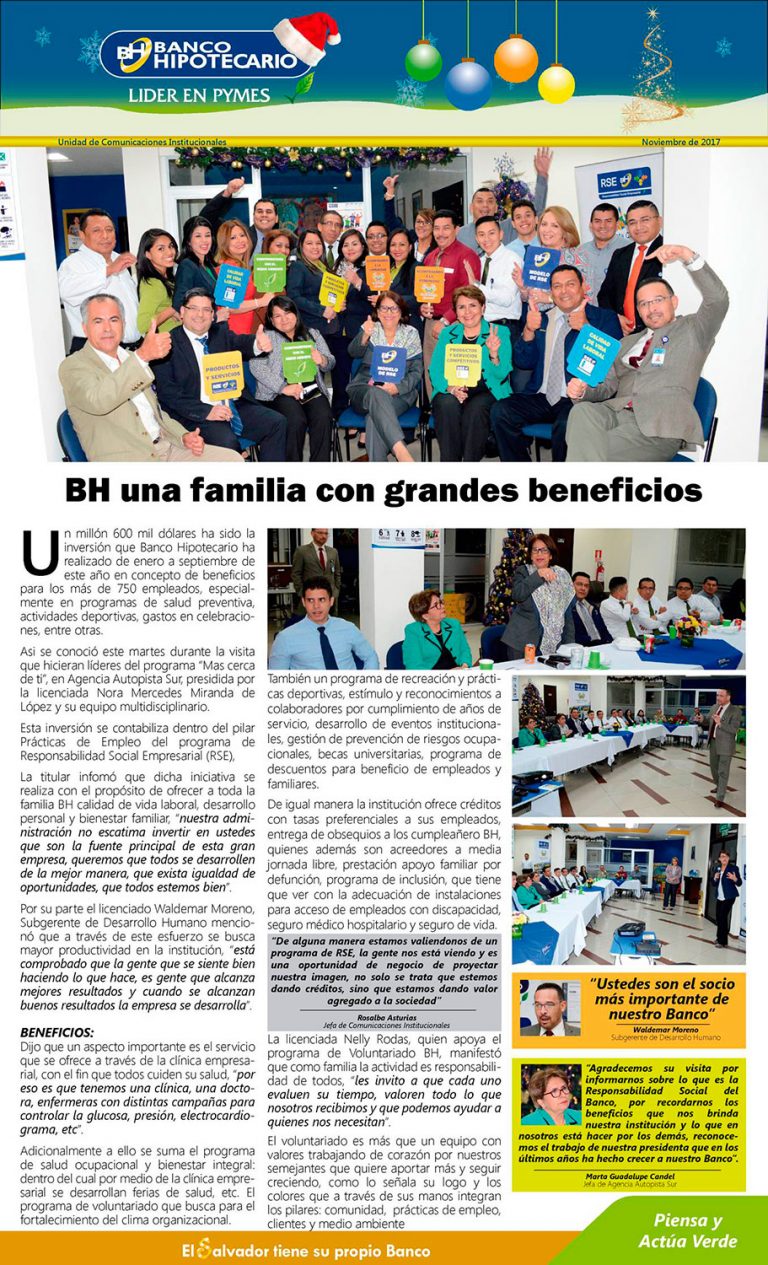 BH BANCO
HIPOTECARIO
LIDER EN PYMES
Unidad de Comunicaciones Institucionales
Noviembre de 2017
RSE
MODELO
DE RSE
CALIDAD
DE VIDA
LABORAL
PRODUCTOS
Y SERVICIOS
MODELO
DE RSE
PRODUCTOS
Y SERVICIOS
COMPETITIVOS
CALIDAD
DE VIDA
LABORAL
BH una familia con grandes beneficios
Un millón 600 mil dólares ha sido la
inversión que Banco Hipotecario ha
realizado de enero a septiembre de
este año en concepto de beneficios
para los más de 750 empleados, especial-
mente en programas de salud preventiva,
actividades deportivas, gastos en celebracio-
nes, entre otras.
Asi se conoció este martes durante la visita
que hicieran líderes del programa “Mas cerca
de ti”, en Agencia Autopista Sur, presidida por
la licenciada Nora Mercedes Miranda de
López y su equipo multidisciplinario.
Esta inversión se contabiliza dentro del pilar
Prácticas de Empleo del programa de
Responsabilidad Social Empresarial (RSE),
La titular infomó que dicha iniciativa se
realiza con el propósito de ofrecer a toda la
familia BH calidad de vida laboral, desarrollo
personal y bienestar familiar, “nuestra admi-
nistración no escatima invertir en ustedes
que son la fuente principal de esta gran
empresa, queremos que todos se desarrollen
de la mejor manera, que exista igualdad de
oportunidades, que todos estemos bien”.
Por su parte el licenciado Waldemar Moreno,
Subgerente de Desarrollo Humano mencio-
nó que a través de este esfuerzo se busca
mayor productividad en la institución, “está
comprobado que la gente que se siente bien
haciendo lo que hace, es gente que alcanza
mejores resultados y cuando se alcanzan
buenos resultados la empresa se desarrolla”.
BENEFICIOS:
Dijo que un aspecto importante es el servicio
que se ofrece a través de la clínica empresa-
rial, con el fin que todos cuiden su salud, “por
eso es que tenemos una clínica, una docto-
ra, enfermeras con distintas campañas para
controlar la glucosa, presión, electrocardio-
grama, etc”.
Adicionalmente a ello se suma el programa
de salud ocupacional y bienestar integral:
dentro del cual por medio de la clínica empre-
sarial se desarrollan ferias de salud, etc. El
programa de voluntariado que busca para el
fortalecimiento del clima organizacional.
También un programa de recreación y prácti-
cas deportivas, estímulo y reconocimientos a
colaboradores por cumplimiento de años de
servicio, desarrollo de eventos instituciona-
les, gestión de prevención de riesgos ocupa-
cionales, becas universitarias, programa de
descuentos para beneficio de empleados y
familiares.
De igual manera la institución ofrece créditos
con tasas preferenciales a sus empleados,
entrega de obsequios a los cumpleañero BH,
quienes además son acreedores a media
jornada libre, prestación apoyo familiar por
defunción, programa de inclusión, que tiene
que ver con la adecuación de instalaciones
para acceso de empleados con discapacidad,
seguro médico hospitalario y seguro de vida.
“De alguna manera estamos valiendonos de un
programa de RSE, la gente nos está viendo y es
una oportunidad de negocio de proyectar
nuestra imagen, no solo se trata que estemos
dando créditos, sino que estamos dando valor
agregado a la sociedad”
Rosalba Asturias
Jefa de Comunicaciones Institucionales
La licenciada Nelly Rodas, quien apoya el
programa de Voluntariado BH, manifestó
que como familia la actividad es responsabili-
dad de todos, “les invito a que cada uno
evaluen su tiempo, valoren todo lo que
nosotros recibimos y que podemos ayudar a
quienes nos necesitan”.
El voluntariado es más que un equipo con
valores trabajando de corazón por nuestros
semejantes que quiere aportar más y seguir
creciendo, como lo señala su logo y los
colores que a través de sus manos integran
los pilares: comunidad, prácticas de empleo,
clientes y medio ambiente
“Ustedes son el socio
más importante de
nuestro Banco”
Waldemar Moreno
Subgerente de Desarrollo Humano
“Agradecemos su visita por
informarnos sobre lo que es la
Responsabilidad Social del
Banco, por recordarnos los
beneficios que nos brinda
nuestra institución y lo que en
nosotros está hacer por los demás, reconoce-
mos el trabajo de nuestra presidenta que en los
últimos años ha hecho crecer a nuestro Banco”.
Marta Guadalupe Candel
Jefa de Agencia Autopista Sur
El Salvador tiene su propio Banco
Piensa y
Actúa Verde